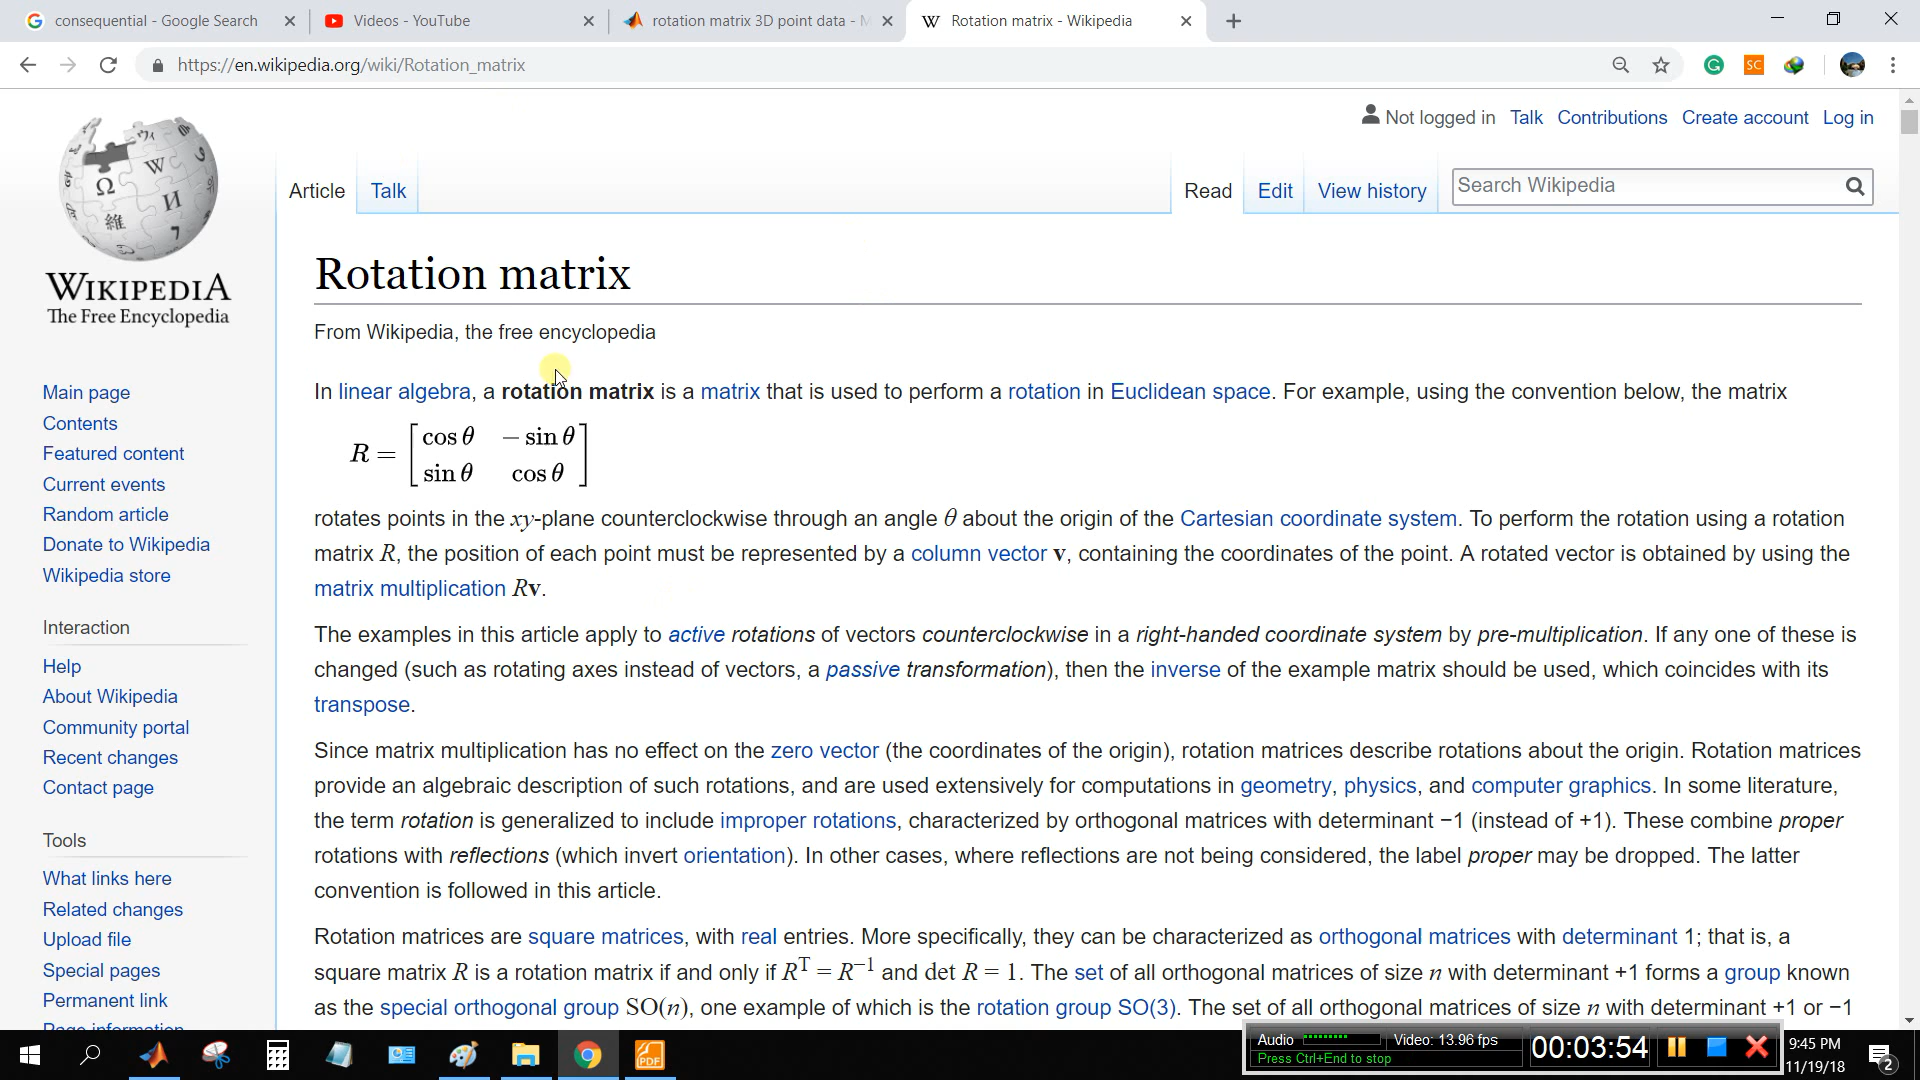 consequential - Google Search
Videos - YouTube
rotation matrix 3D point data - M
W Rotation matrix - Wikipedia
https://en.wikipedia.org/wiki/Rotation_matrix
SC
Not logged in Talk Contributions Create account Log in
Article Talk Read Edit View history Search Wikipedia
WIKIPEDIA
The Free Encyclopedia
Main page
Contents
Featured content
Current events
Random article
Donate to Wikipedia
Wikipedia store
Interaction
Help
About Wikipedia
Community portal
Recent changes
Contact page
Tools
What links here
Related changes
Upload file
Special pages
Permanent link
Page information
Rotation matrix
From Wikipedia, the free encyclopedia
In linear algebra, a rotation matrix is a matrix that is used to perform a rotation in Euclidean space. For example, using the convention below, the matrix
R = [cos θ − sin θ
sin θ cos θ]
rotates points in the xy-plane counterclockwise through an angle θ about the origin of the Cartesian coordinate system. To perform the rotation using a rotation
matrix R, the position of each point must be represented by a column vector v, containing the coordinates of the point. A rotated vector is obtained by using the
matrix multiplication Rv.
The examples in this article apply to active rotations of vectors counterclockwise in a right-handed coordinate system by pre-multiplication. If any one of these is
changed (such as rotating axes instead of vectors, a passive transformation), then the inverse of the example matrix should be used, which coincides with its
transpose.
Since matrix multiplication has no effect on the zero vector (the coordinates of the origin), rotation matrices describe rotations about the origin. Rotation matrices
provide an algebraic description of such rotations, and are used extensively for computations in geometry, physics, and computer graphics. In some literature,
the term rotation is generalized to include improper rotations, characterized by orthogonal matrices with determinant −1 (instead of +1). These combine proper
rotations with reflections (which invert orientation). In other cases, where reflections are not being considered, the label proper may be dropped. The latter
convention is followed in this article.
Rotation matrices are square matrices, with real entries. More specifically, they can be characterized as orthogonal matrices with determinant 1; that is, a
square matrix R is a rotation matrix if and only if Rᵀ = R⁻¹ and det R = 1. The set of all orthogonal matrices of size n with determinant +1 forms a group known
as the special orthogonal group SO(n), one example of which is the rotation group SO(3). The set of all orthogonal matrices of size n with determinant +1 or −1
PDF
Audio Video: 13.96 fps
Press Ctrl+End to stop
00:03:54
9:45 PM
11/19/18
2